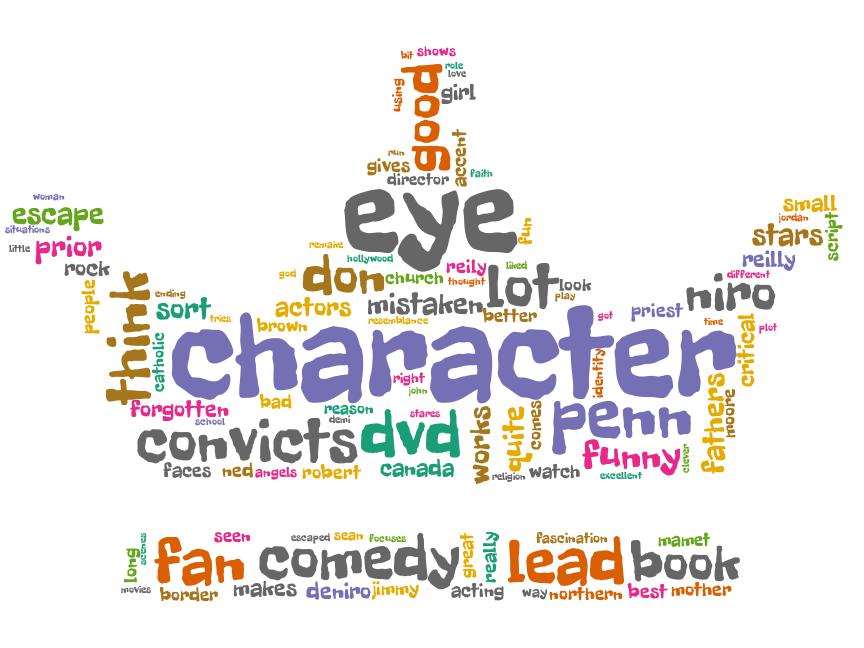 bit shows
role
love
using
good
girl
accent
run
gives
faith
director
eye
fun
woman
escape
situations
little prior
rock
small
jordan
stars
script
reilly
different
remake
hollywood
god
don
church
reily
liked
thought
lot
look
play
niro
people
think
ending
sort
tries
catholic
actors
brown
mistaken
resemblance
better
got
priest
time
plot
critical
character
identity
right
john
forgotten
school
bad
reason
demi
stares
convicts
dvd
works
quite
comes
penn
fathers
moore
faces
ned
angels
robert
canada
religion
watch
funny
clever
excellent
long
scenes
seen
fan
escaped
sean
focuses
comedy
great
really
fascination
lead
mamet
book
movies
border
makes
deniro
jimmy
acting
way
northern
best
mother